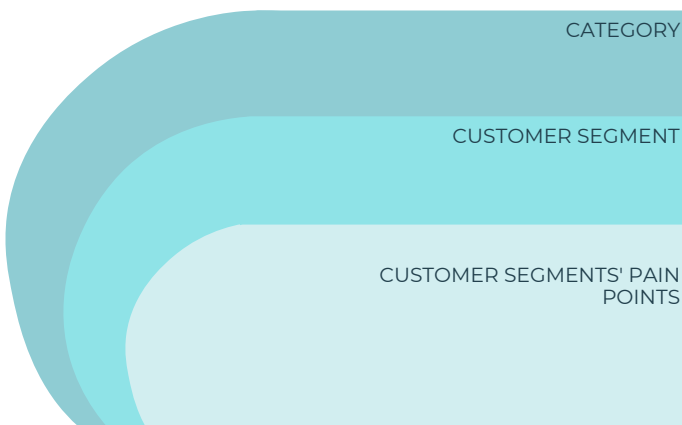 CATEGORY
CUSTOMER SEGMENT
CUSTOMER SEGMENTS' PAIN
POINTS